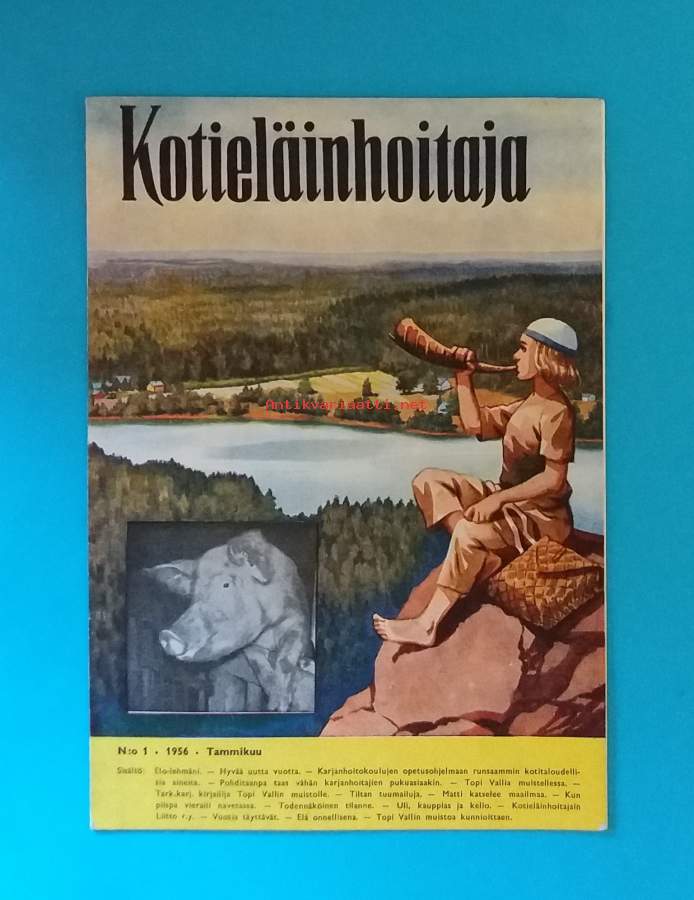 Kotieläinhoitaja
Antikvariaatti.net
N:o 1 • 1956 • Tammikuu
Sisältö: Elo-lehmäni. — Hyvää uutta vuotta. — Karjanhoitokoulujen opetusohjelmaan runsaammin kotitaloudelli-
sia aineita. — Pohditaanpa taas vähän karjanhoitajien pukuasiaakin. — Topi Vallia muistellessa. —
Tark.karj. kirjailija Topi Vallin muistolle. — Tiltan tuumailuja. — Matti katselee maailmaa. — Kun
piispa vieraili navetassa. — Todennäköinen tilanne. — Uli, kauppias ja kello. — Kotieläinhoitajain
Liitto r.y. — Vuosia täyttävät. — Elä onnellisena. — Topi Vallin muistoa kunnioittaen.